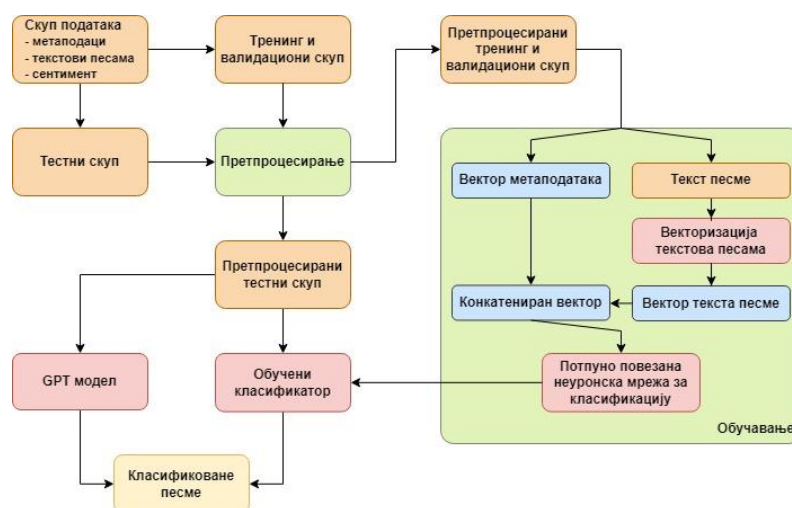 Скуп података
- метаподаци
- текстови песама
- сентимент
Тренинг и
валидациони скуп
Претпроцесирани
тренинг и
валидациони скуп
Тестни скуп
Претпроцесирање
Вектор метаподатака
Текст песме
Векторизација
текстова песама
Претпроцесирани
тестни скуп
Конкатениран вектор
Вектор текста песме
GPT модел
Обучени
класификатор
Потпуно повезана
неуронска мрежа за
класификацију
Обучавање
Класификоване
песме